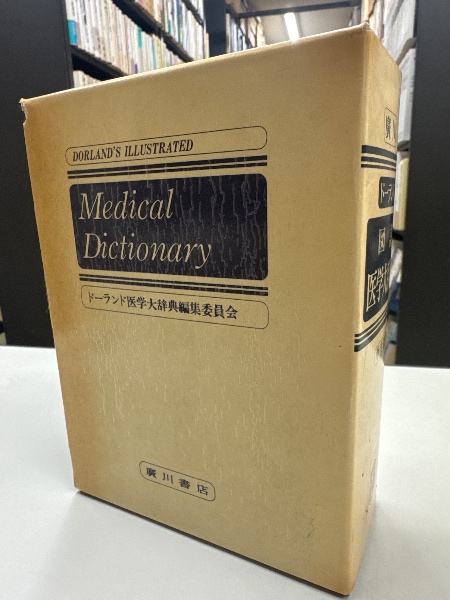 DORLAND'S ILLUSTRATED
Medical
Dictionary
ドーランド医学大辞典編集委員会
廣川書店
廣
ドーラ
図
医学大